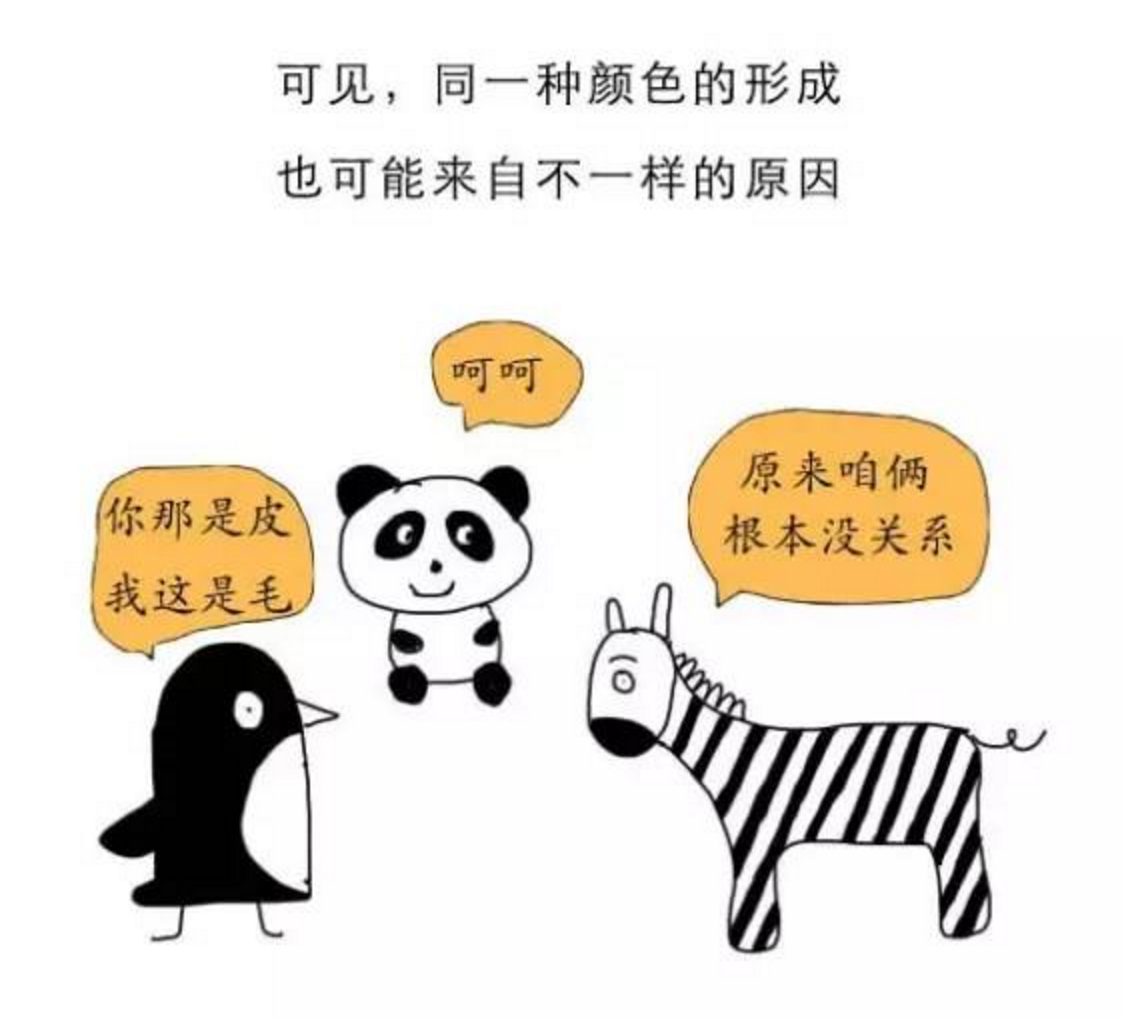 可见，同一种颜色的形成
也可能来自不一样的原因
呵呵
你那是皮
我这是毛
原来咱俩
根本没关系